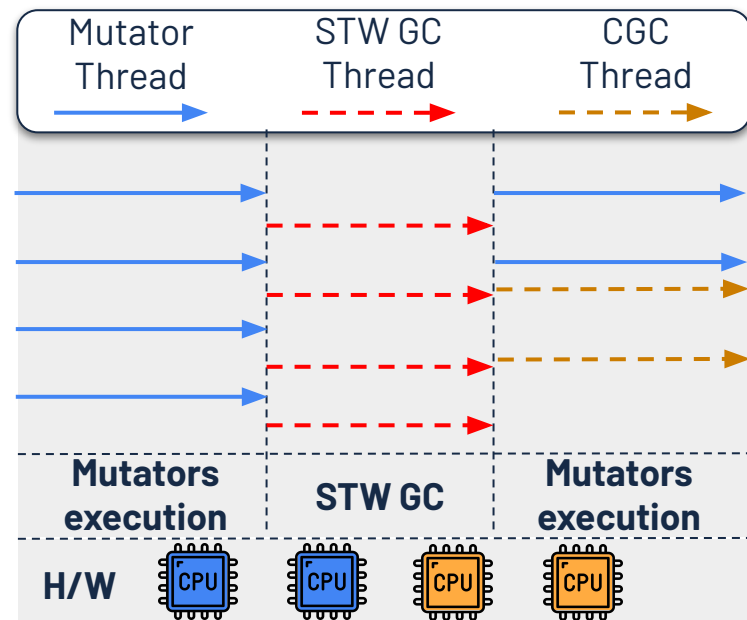 Mutator
Thread
STW GC
Thread
CGC
Thread
Mutators
execution
STW GC
Mutators
execution
H/W
CPU
CPU
CPU
CPU